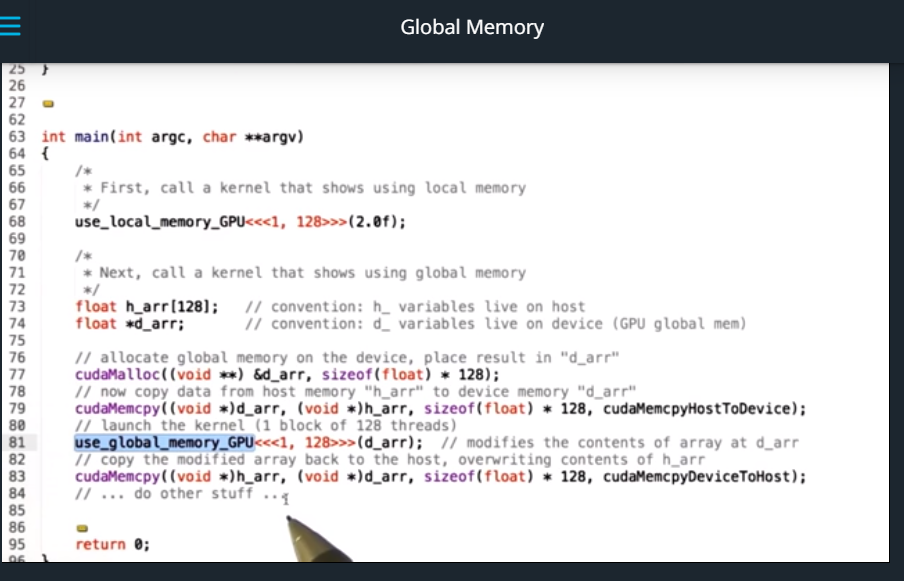 Global Memory
25 }
26
27
62
63 int main(int argc, char **argv)
64 {
65 /*
66 * First, call a kernel that shows using local memory
67 */
68 use_local_memory_GPU<<<1, 128>>>(2.0f);
69
70 /*
71 * Next, call a kernel that shows using global memory
72 */
73 float h_arr[128]; // convention: h_ variables live on host
74 float *d_arr; // convention: d_ variables live on device (GPU global mem)
75
76 // allocate global memory on the device, place result in "d_arr"
77 cudaMalloc((void **) &d_arr, sizeof(float) * 128);
78 // now copy data from host memory "h_arr" to device memory "d_arr"
79 cudaMemcpy((void *)d_arr, (void *)h_arr, sizeof(float) * 128, cudaMemcpyHostToDevice);
80 // launch the kernel (1 block of 128 threads)
81 use_global_memory_GPU<<<1, 128>>>(d_arr); // modifies the contents of array at d_arr
82 // copy the modified array back to the host, overwriting contents of h_arr
83 cudaMemcpy((void *)h_arr, (void *)d_arr, sizeof(float) * 128, cudaMemcpyDeviceToHost);
84 // ... do other stuff ...
85
86
95 return 0;
96 }